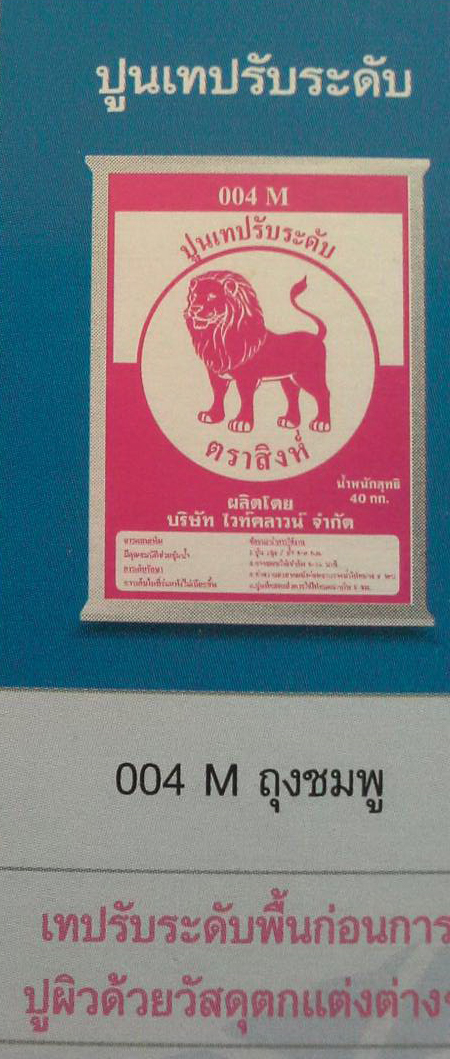 ปูนเทปรับระดับ
004 M
ปูนเทปรับระดับ
ตราสิงห์
น้ำหนักสุทธิ
40 กก.
ผลิตโดย
บริษัท ไวท์คลาวน์ จำกัด
004 M ถุงชมพู
เทปรับระดับพื้นก่อนการ
ปูผิวด้วยวัสดุตกแต่งต่าง